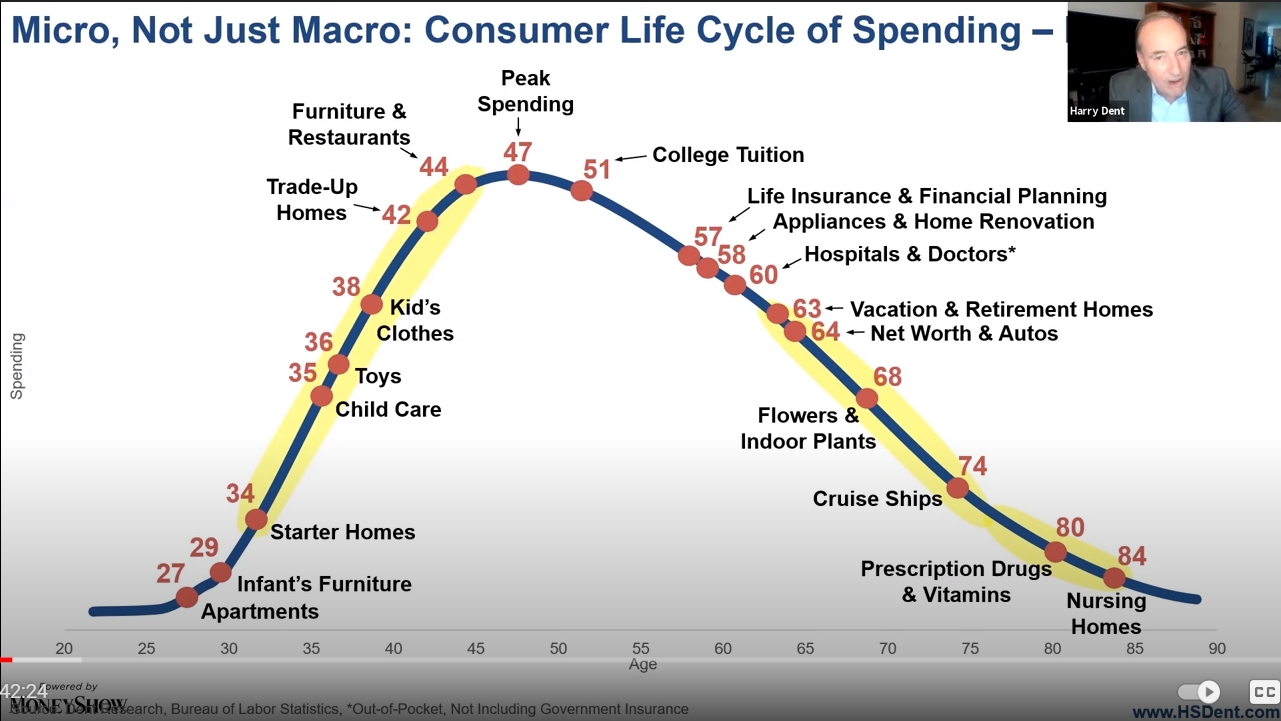 Micro, Not Just Macro: Consumer Life Cycle of Spending –
Harry Dent
Peak
Spending
Furniture &
Restaurants
44
47
51
College Tuition
Trade-Up
Homes
42
Life Insurance & Financial Planning
Appliances & Home Renovation
57
58
60
Hospitals & Doctors*
38
Kid's
Clothes
63
Vacation & Retirement Homes
64
Net Worth & Autos
36
Toys
35
Child Care
68
Flowers &
Indoor Plants
Spending
34
Starter Homes
74
Cruise Ships
29
Infant's Furniture
27
Apartments
80
Prescription Drugs
& Vitamins
84
Nursing
Homes
20 25 30 35 40 45 50 55 60 65 70 75 80 85 90
Age
42:24
Powered by
MONEYSHOW
CC
Source: Dent Research, Bureau of Labor Statistics, *Out-of-Pocket, Not Including Government Insurance
www.HSDent.com